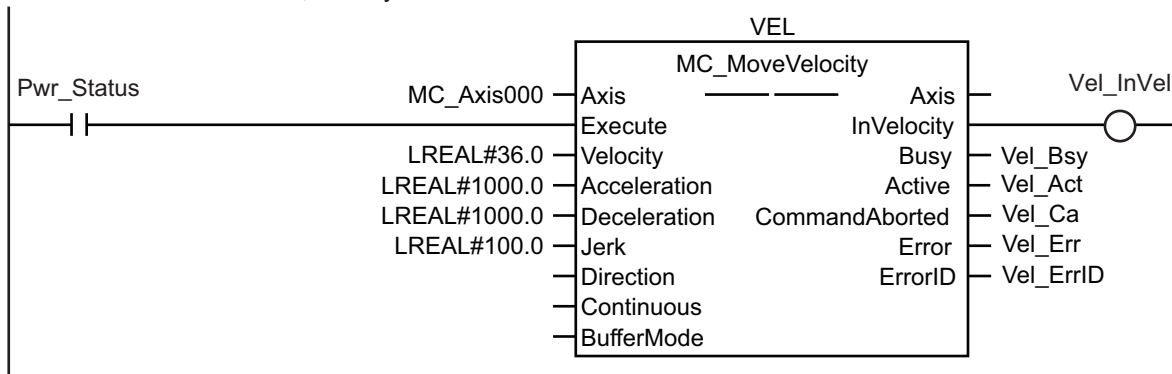 VEL
MC_MoveVelocity
Pwr_Status
Vel_InVel
MC_Axis000 Axis Axis
Execute InVelocity
LREAL#36.0 Velocity Busy Vel_Bsy
LREAL#1000.0 Acceleration Active Vel_Act
LREAL#1000.0 Deceleration CommandAborted Vel_Ca
LREAL#100.0 Jerk Error Vel_Err
Direction ErrorID Vel_ErrID
Continuous
BufferMode